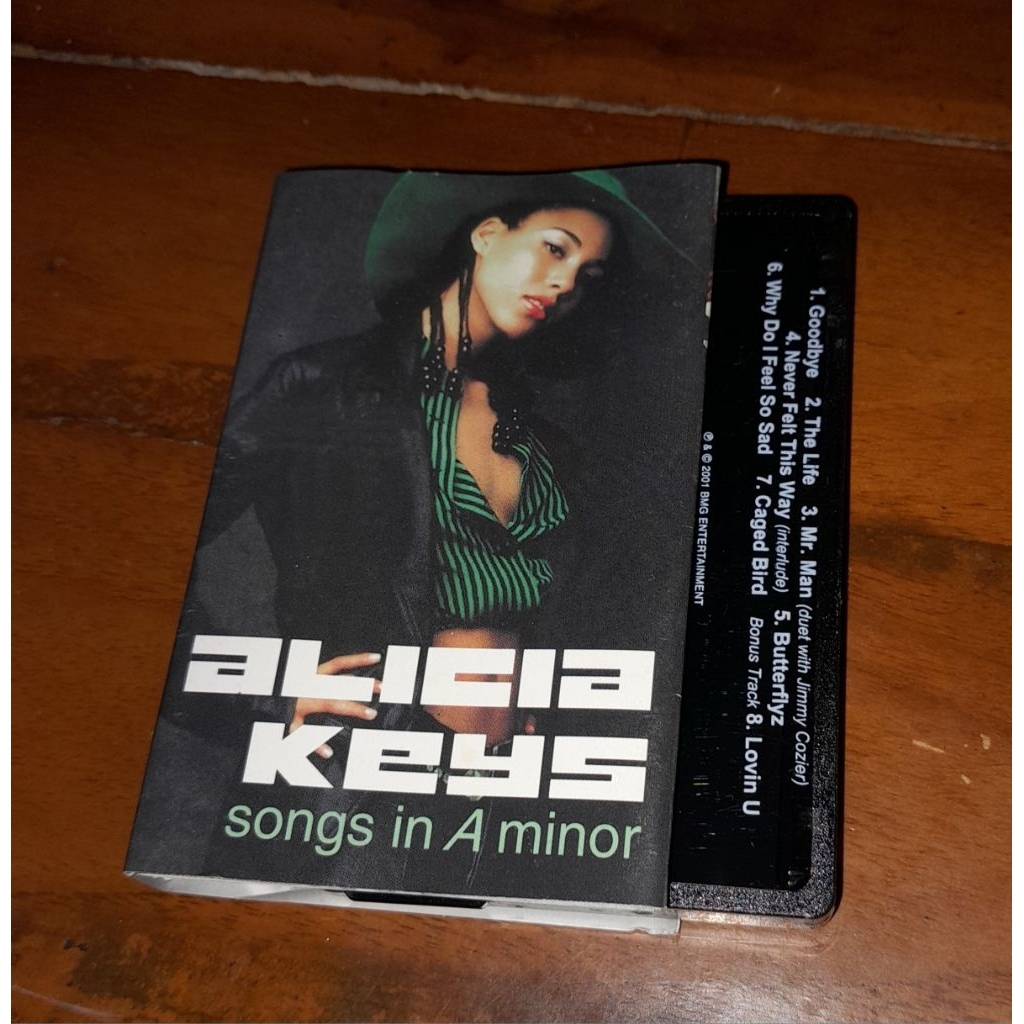 alicia
keys
songs in A minor
℗ & © 2001 BMG ENTERTAINMENT
1. Goodbye 2. The Life 3. Mr. Man (duet with Jimmy Cozier)
4. Never Felt This Way (interlude) 5. Butterflyz
6. Why Do I Feel So Sad 7. Caged Bird Bonus Track 8. Lovin U